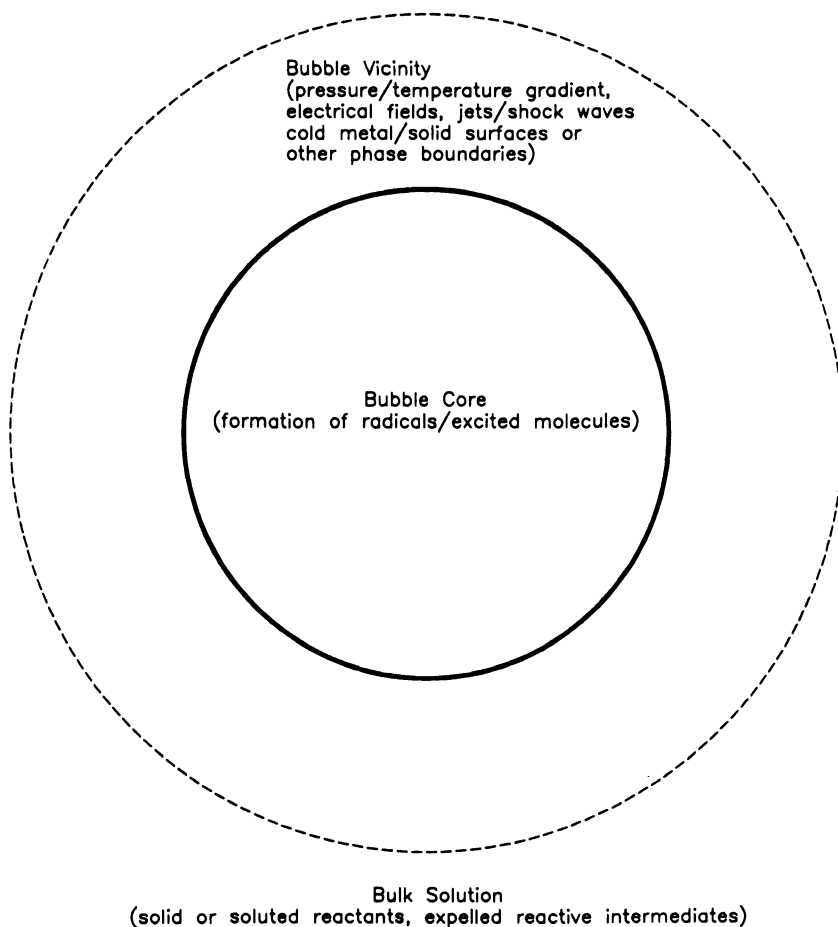 Bubble Vicinity
(pressure/temperature gradient,
electrical fields, jets/shock waves
cold metal/solid surfaces or
other phase boundaries)
Bubble Core
(formation of radicals/excited molecules)
Bulk Solution
(solid or soluted reactants, expelled reactive intermediates)